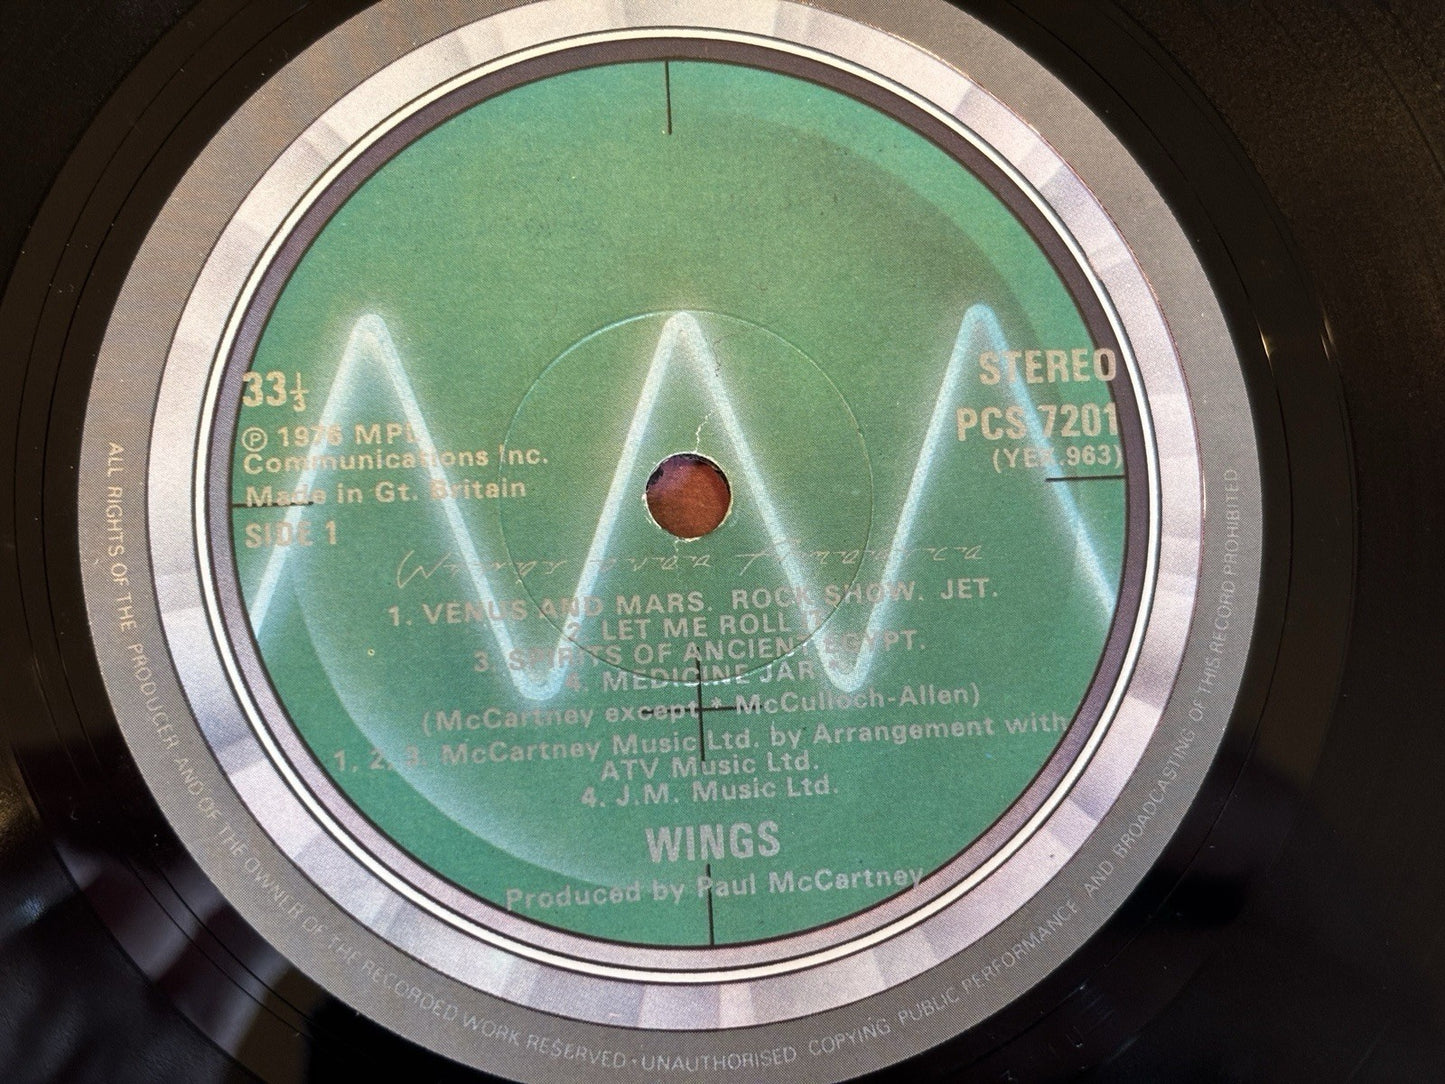 33⅓
STEREO
Ⓟ 1976 MPL
Communications Inc.
PCS 7201
(YEX.963)
Made in Gt. Britain
SIDE 1
1. VENUS AND MARS. ROCK SHOW. JET.
2. LET ME ROLL IT.
3. SPIRITS OF ANCIENT EGYPT.
4. MEDICINE JAR *
(McCartney except * McCulloch-Allen)
1. 2. 3. McCartney Music Ltd. by Arrangement with
ATV Music Ltd.
4. J.M. Music Ltd.
WINGS
Produced by Paul McCartney
ALL RIGHTS OF THE PRODUCER AND OF THE OWNER OF THE RECORDED WORK RESERVED · UNAUTHORISED COPYING PUBLIC PERFORMANCE AND BROADCASTING OF THIS RECORD PROHIBITED